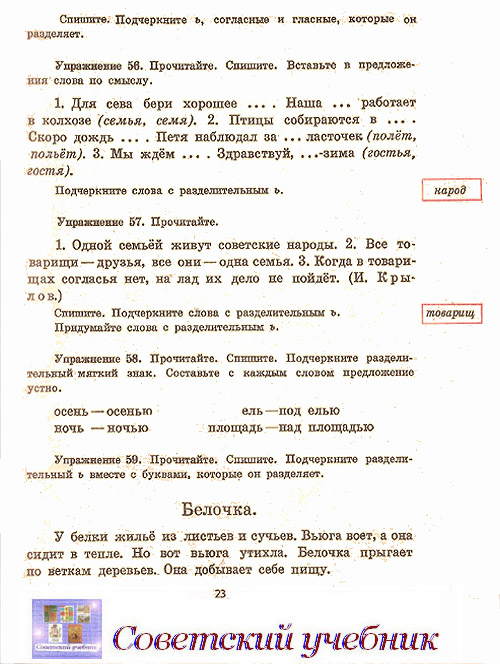 Спишите. Подчеркните ь, согласные и гласные, которые он
разделяет.
Упражнение 56. Прочитайте. Спишите. Вставьте в предложе-
ния слова по смыслу.
1. Для сева бери хорошее ... . Наша ... работает
в колхозе (семья, семя). 2. Птицы собираются в ... .
Скоро дождь ... . Петя наблюдал за ... ласточек (полёт,
польёт). 3. Мы ждём ... . Здравствуй, ...-зима (гостья,
гостя).
Подчеркните слова с разделительным ь.
народ
Упражнение 57. Прочитайте.
1. Одной семьёй живут советские народы. 2. Все то-
варищи — друзья, все они — одна семья. 3. Когда в товари-
щах согласья нет, на лад их дело не пойдёт. (И. Кры-
лов.)
Спишите. Подчеркните слова с разделительным ь.
товарищ
Придумайте слова с разделительным ь.
Упражнение 58. Прочитайте. Спишите. Подчеркните раздели-
тельный мягкий знак. Составьте с каждым словом предложение
устно.
осень — осенью ель — под елью
ночь — ночью площадь — над площадью
Упражнение 59. Прочитайте. Спишите. Подчеркните раздели-
тельный ь вместе с буквами, которые он разделяет.
Белочка.
У белки жильё из листьев и сучьев. Вьюга воет, а она
сидит в тепле. Но вот вьюга утихла. Белочка прыгает
по веткам деревьев. Она добывает себе пищу.
23
Советский учебник
Советский учебник